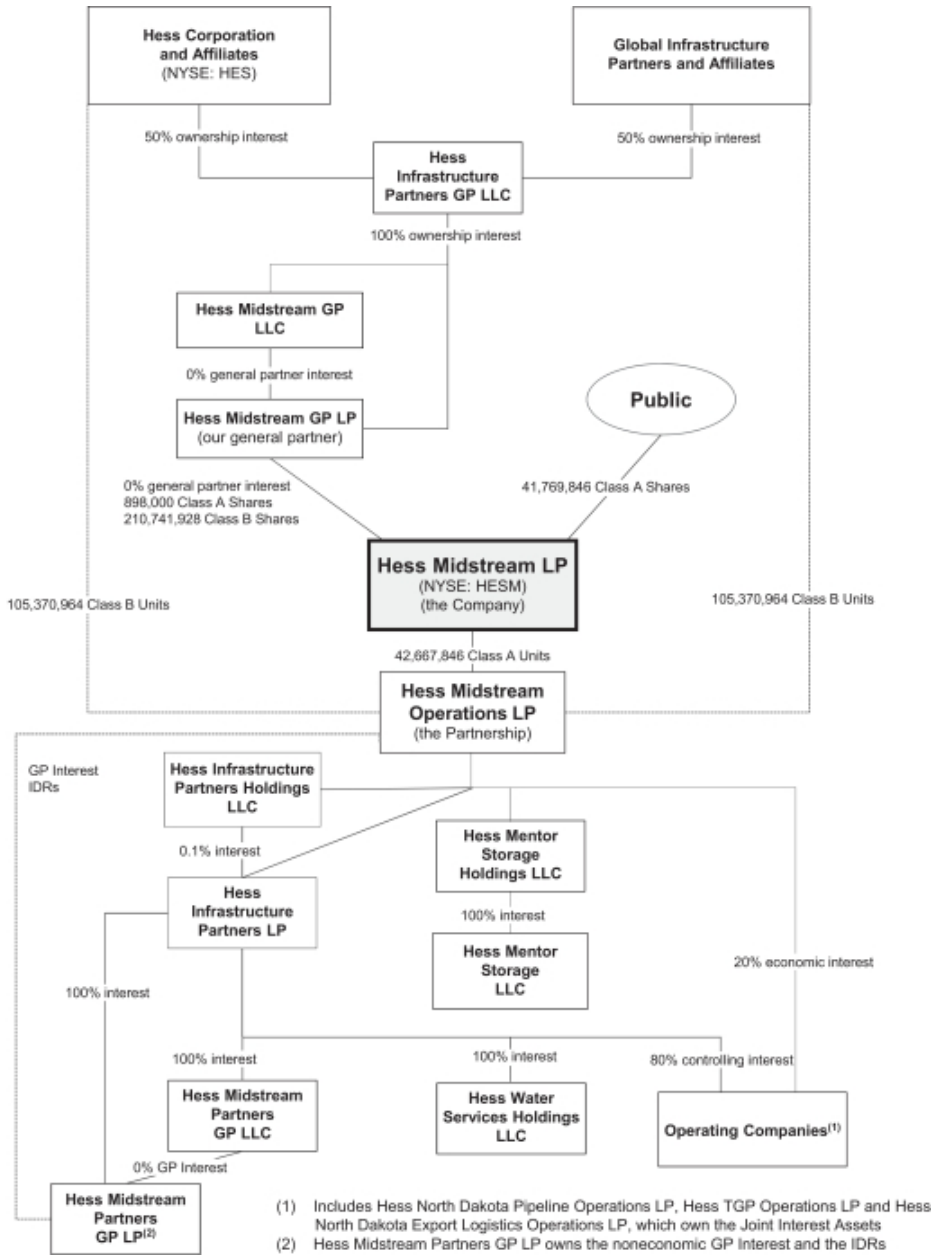 Hess Corporation
and Affiliates
(NYSE: HES)
Global Infrastructure
Partners and Affiliates
50% ownership interest
50% ownership interest
Hess
Infrastructure
Partners GP LLC
100% ownership interest
Hess Midstream GP
LLC
0% general partner interest
Hess Midstream GP LP
(our general partner)
Public
0% general partner interest
898,000 Class A Shares
210,741,928 Class B Shares
41,769,846 Class A Shares
Hess Midstream LP
(NYSE: HESM)
(the Company)
105,370,964 Class B Units
105,370,964 Class B Units
42,667,846 Class A Units
Hess Midstream
Operations LP
(the Partnership)
GP Interest
IDRs
Hess Infrastructure
Partners Holdings
LLC
0.1% interest
Hess Mentor
Storage
Holdings LLC
Hess
Infrastructure
Partners LP
100% interest
Hess Mentor
Storage
LLC
20% economic interest
100% interest
100% interest
100% interest
80% controlling interest
Hess Midstream
Partners
GP LLC
Hess Water
Services Holdings
LLC
Operating Companies(1)
0% GP Interest
Hess Midstream
Partners
GP LP(2)
(1) Includes Hess North Dakota Pipeline Operations LP, Hess TGP Operations LP and Hess
North Dakota Export Logistics Operations LP, which own the Joint Interest Assets
(2) Hess Midstream Partners GP LP owns the noneconomic GP Interest and the IDRs